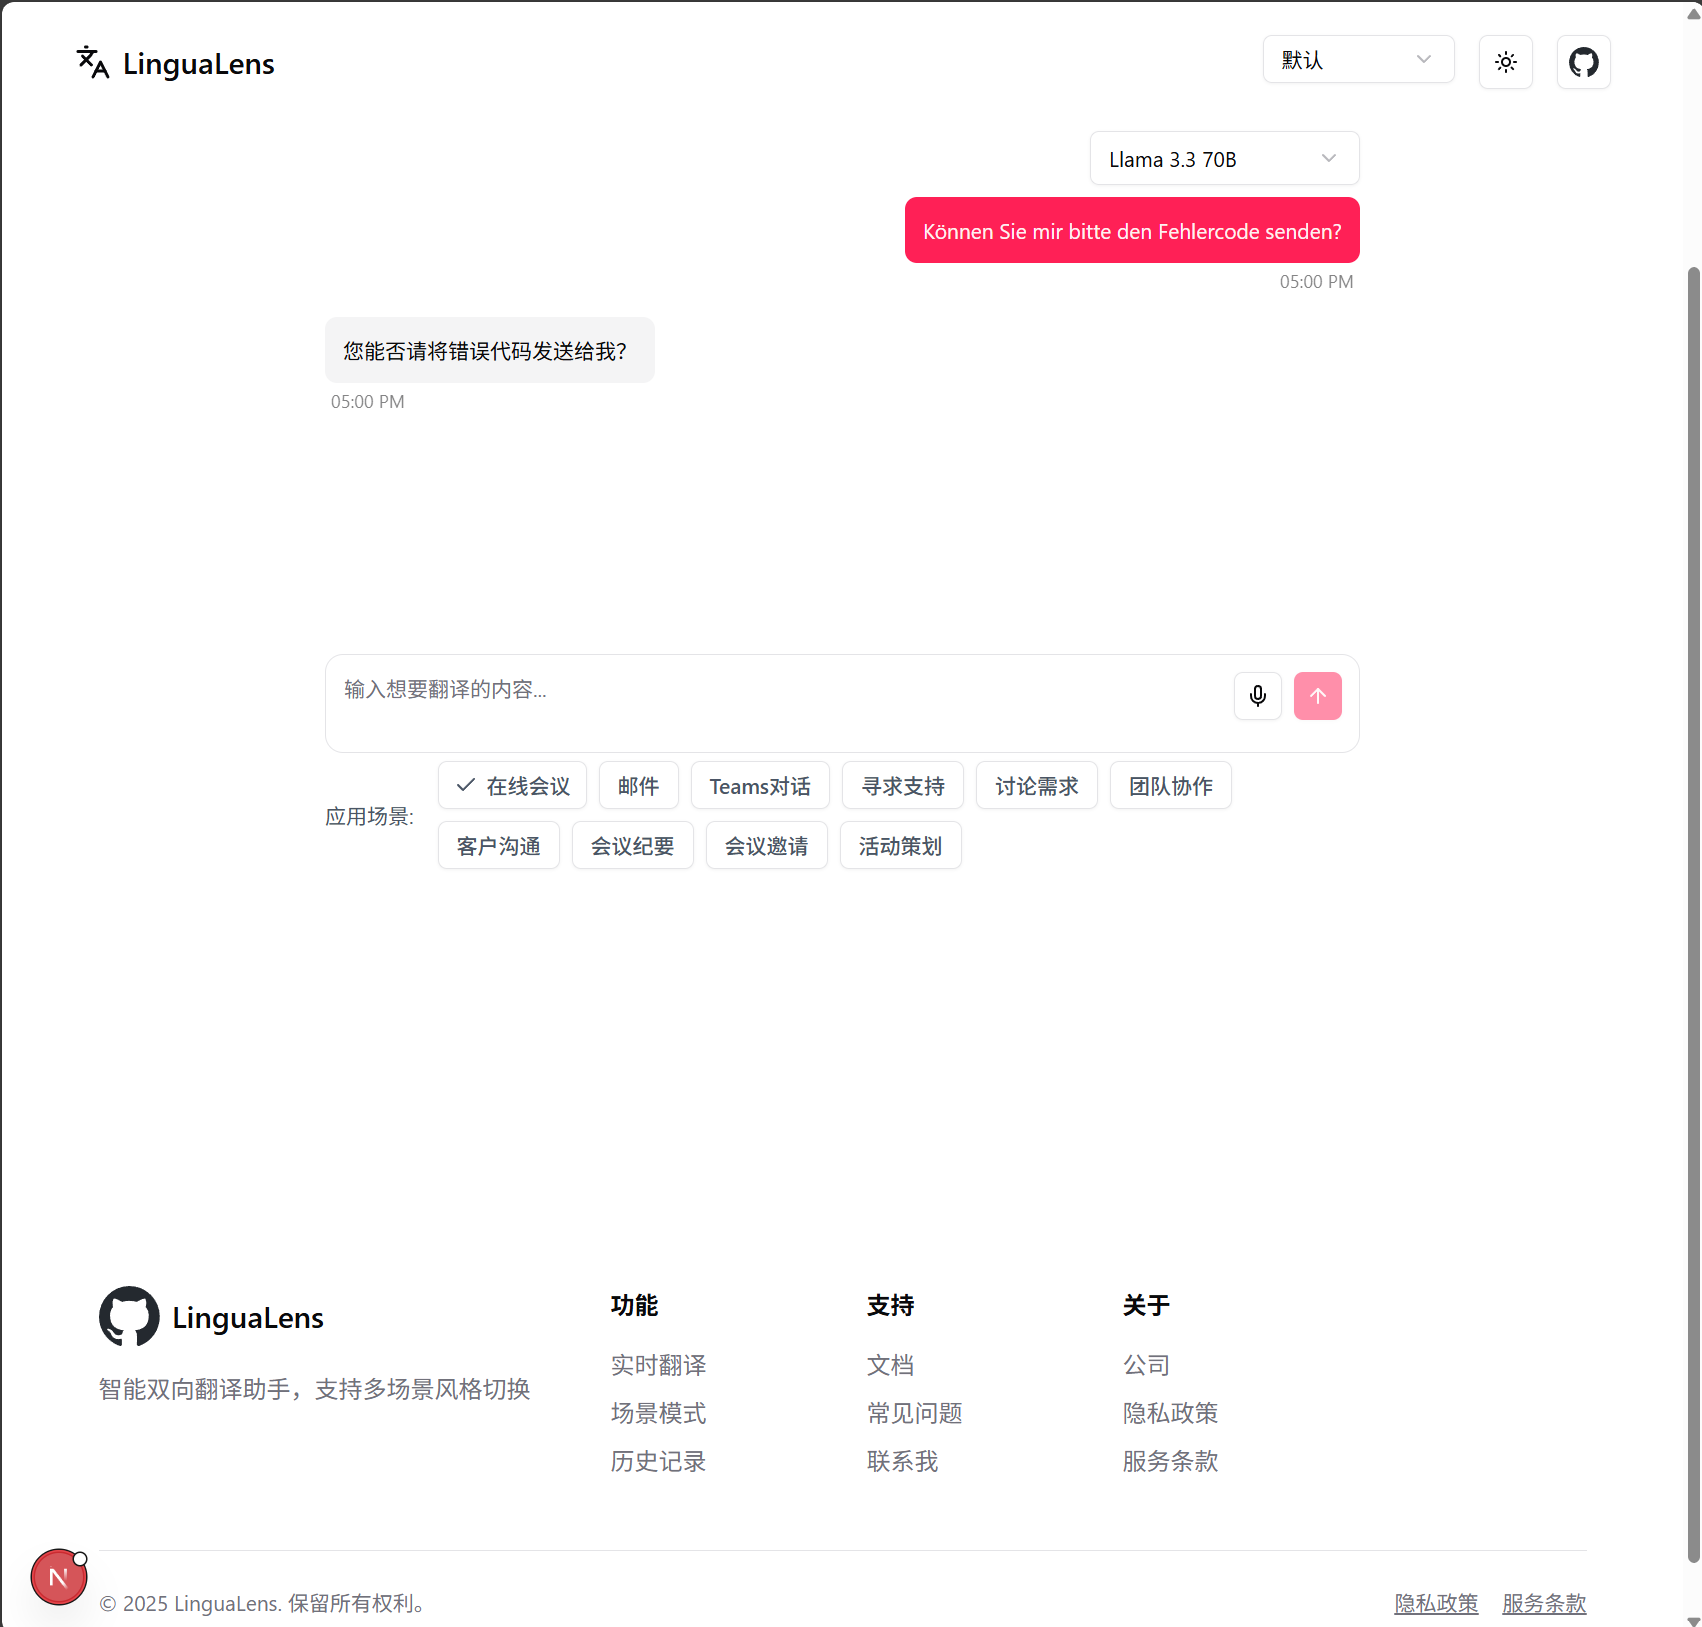 LinguaLens
默认
Llama 3.3 70B
Können Sie mir bitte den Fehlercode senden?
05:00 PM
您能否请将错误代码发送给我？
05:00 PM
输入想要翻译的内容...
应用场景:
在线会议 邮件 Teams对话 寻求支持 讨论需求 团队协作
客户沟通 会议纪要 会议邀请 活动策划
LinguaLens
智能双向翻译助手，支持多场景风格切换
功能
实时翻译
场景模式
历史记录
支持
文档
常见问题
联系我
关于
公司
隐私政策
服务条款
N
© 2025 LinguaLens. 保留所有权利。
隐私政策 服务条款